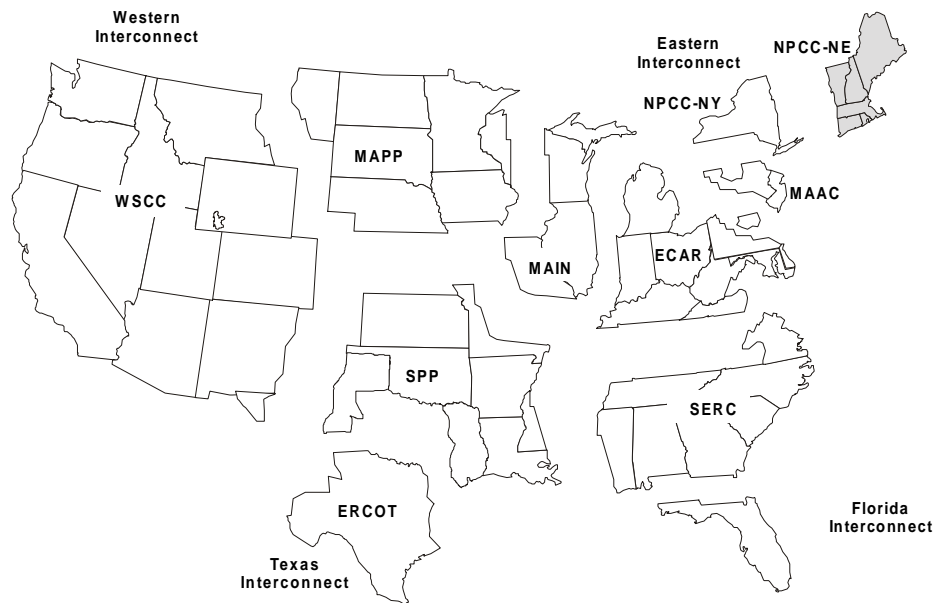 Western
Interconnect
Eastern
Interconnect
NPCC-NE
NPCC-NY
MAPP
MAAC
WSCC
ECAR
MAIN
SPP
SERC
ERCOT
Florida
Interconnect
Texas
Interconnect